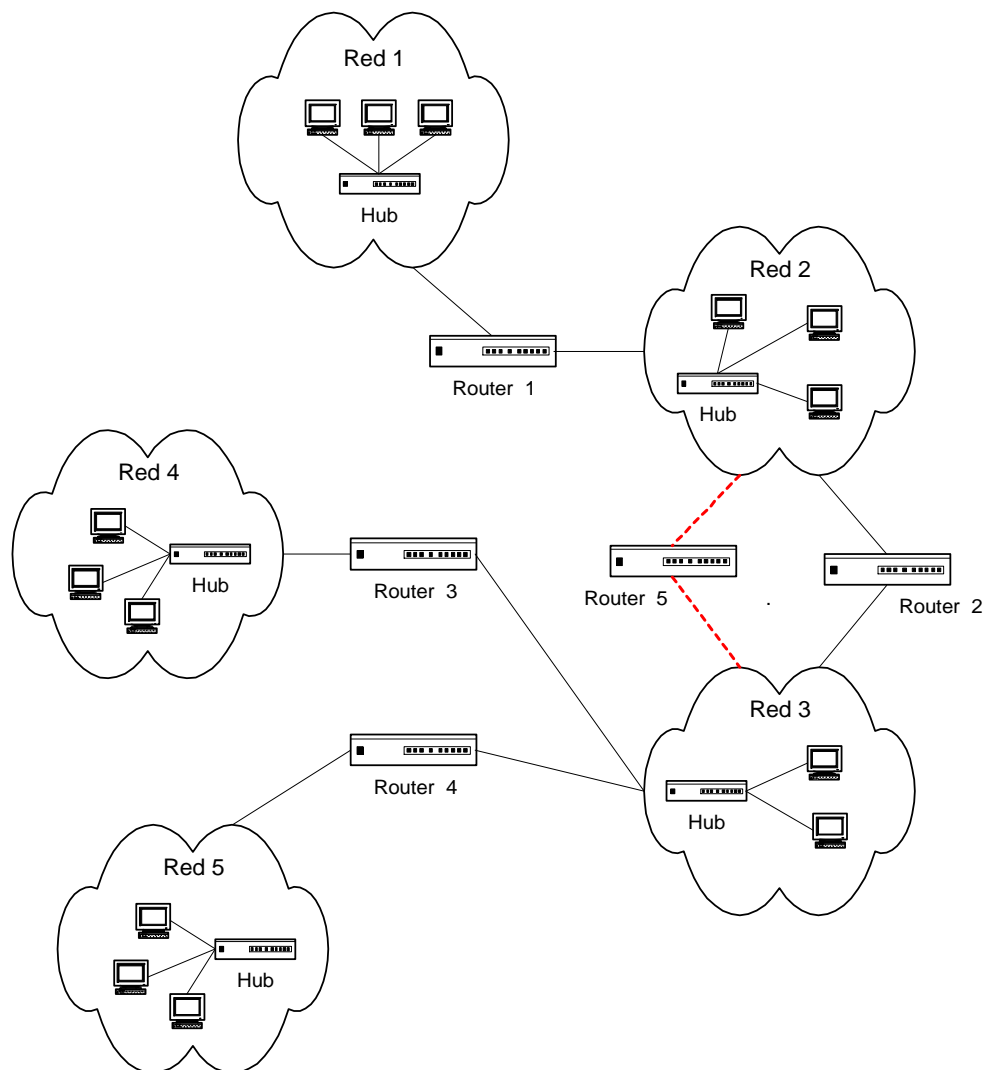 Red 1
Hub
Red 2
Router 1
Hub
Red 4
Hub
Router 3
Router 5
.
Router 2
Red 3
Router 4
Hub
Red 5
Hub